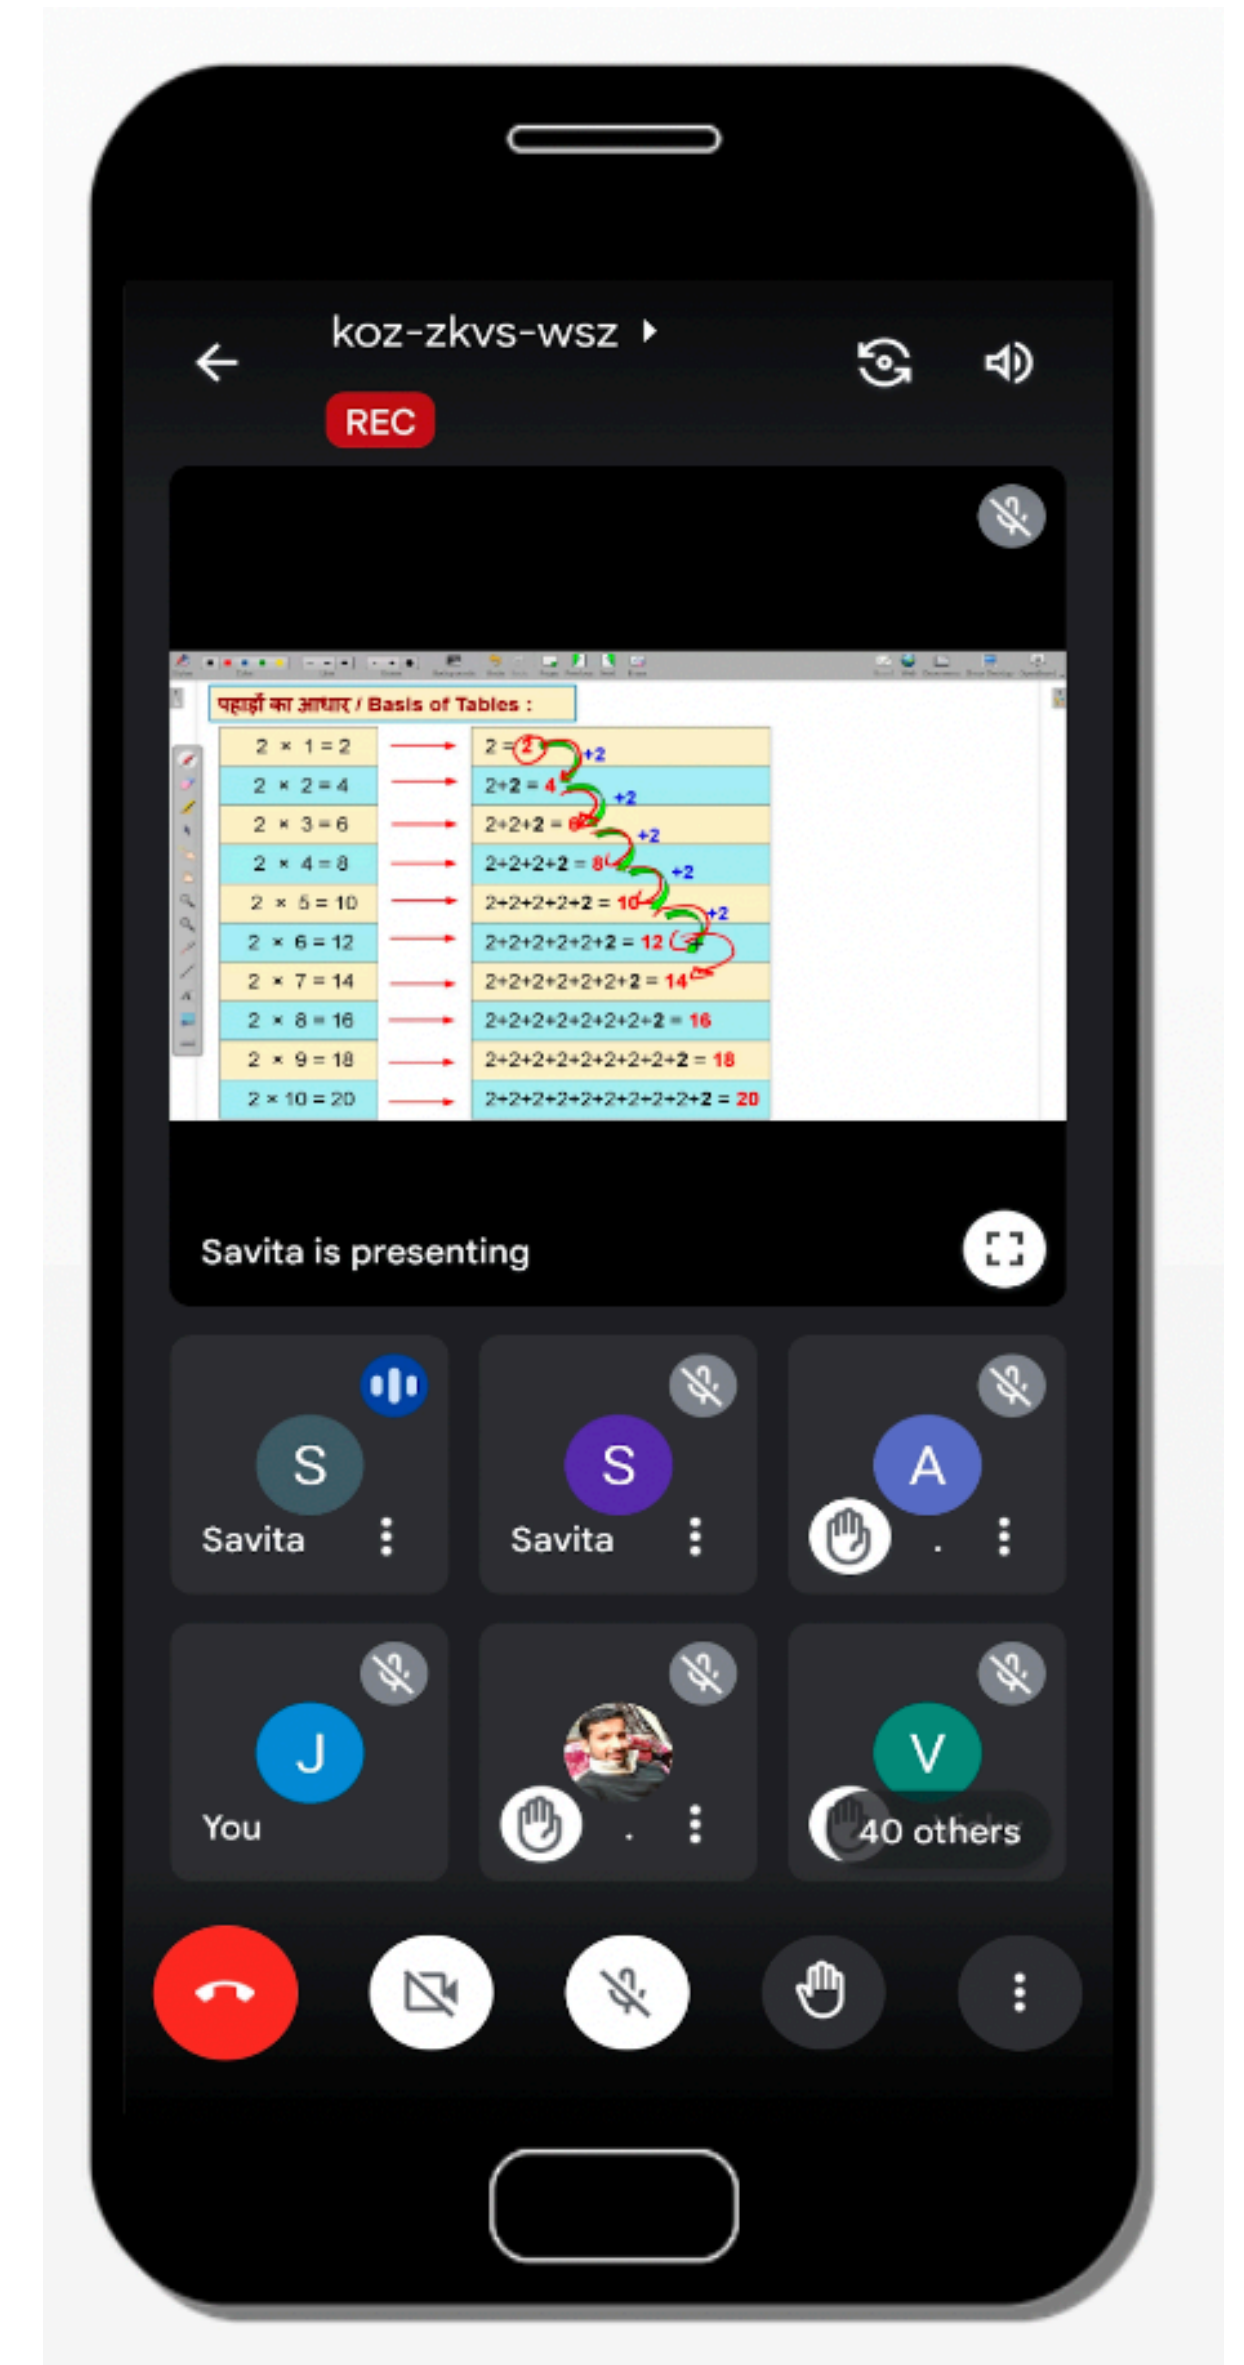 koz-zkvs-wsz
REC
पहाड़ों का आधार / Basis of Tables :
2 × 1 = 2 2 = 2 +2
2 × 2 = 4 2+2 = 4 +2
2 × 3 = 6 2+2+2 = 6 +2
2 × 4 = 8 2+2+2+2 = 8 +2
2 × 5 = 10 2+2+2+2+2 = 10 +2
2 × 6 = 12 2+2+2+2+2+2 = 12
2 × 7 = 14 2+2+2+2+2+2+2 = 14
2 × 8 = 16 2+2+2+2+2+2+2+2 = 16
2 × 9 = 18 2+2+2+2+2+2+2+2+2 = 18
2 × 10 = 20 2+2+2+2+2+2+2+2+2+2 = 20
Savita is presenting
S S A
Savita Savita .
J V
You . 40 others